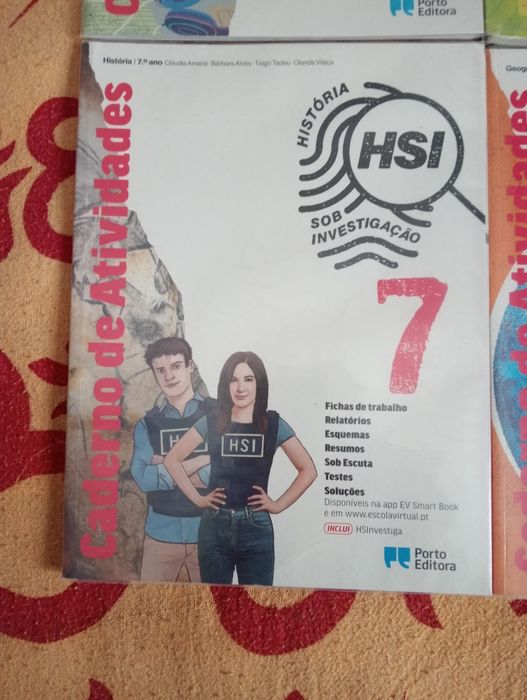 Porto
Editora
História | 7.º ano Cláudia Amaral · Bárbara Alves · Tiago Tadeu · Olanda Vilaça
Geogra
Caderno de Atividades
HISTÓRIA
HSI
SOB
INVESTIGAÇÃO
7
HSI
Fichas de trabalho
Relatórios
Esquemas
Resumos
Sob Escuta
Testes
Soluções
Disponíveis na app EV Smart Book
e em www.escolavirtual.pt
INCLUI HSInvestiga
Porto
Editora